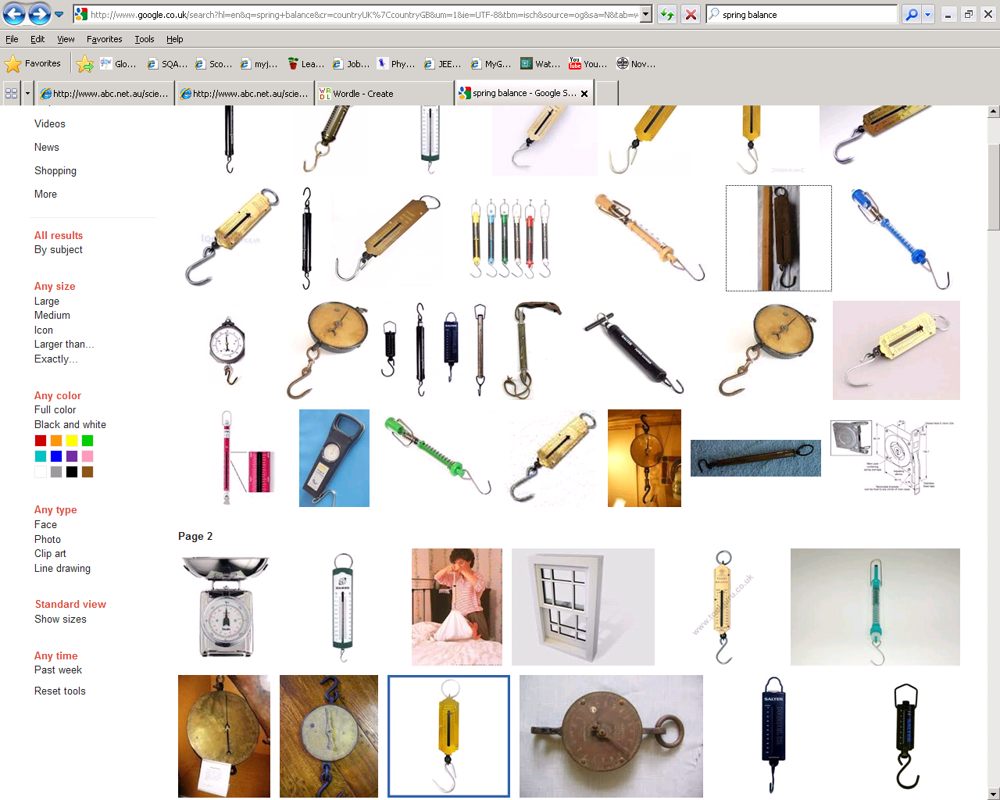 http://www.google.co.uk/search?hl=en&q=spring+balance&cr=countryUK%7CcountryGB&um=1&ie=UTF-8&tbm=isch&source=og&sa=N&tab=w
spring balance
File Edit View Favorites Tools Help
Favorites Glo... SQA... Sco... myj... Lea... Job... Phy... JEE... MyG... Wat... You... Nov...
http://www.abc.net.au/scie... http://www.abc.net.au/scie... Wordle - Create spring balance - Google S...
Videos
News
Shopping
More
All results
By subject
Any size
Large
Medium
Icon
Larger than...
Exactly...
Any color
Full color
Black and white
Any type
Face
Photo
Clip art
Line drawing
Standard view
Show sizes
Any time
Past week
Reset tools
Page 2
SALTER